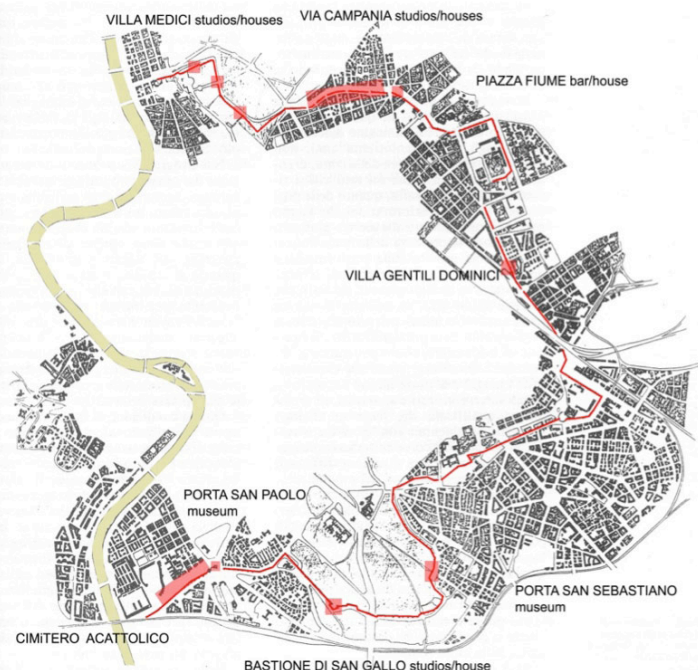 VILLA MEDICI studios/houses
VIA CAMPANIA studios/houses
PIAZZA FIUME bar/house
VILLA GENTILI DOMINICI
PORTA SAN PAOLO
museum
PORTA SAN SEBASTIANO
museum
CIMiTERO ACATTOLICO
BASTIONE DI SAN GALLO studios/house